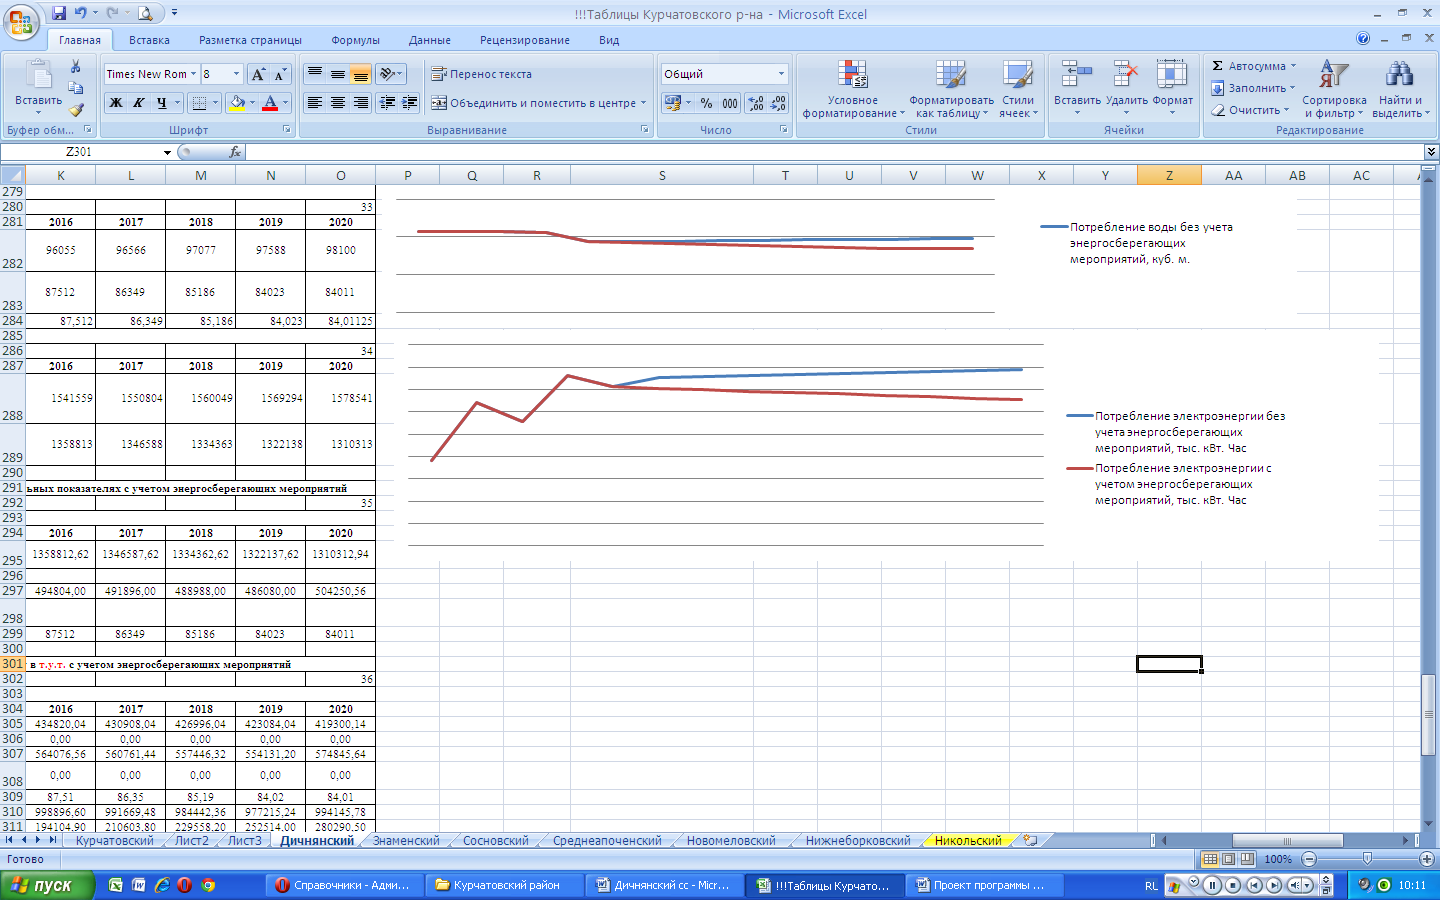 !!!Таблицы Курчатовского р-на - Microsoft Excel
Главная Вставка Разметка страницы Формулы Данные Рецензирование Вид
Times New Rom 8 Перенос текста Общий Σ Автосумма
Вставить Ж К Ч А Объединить и поместить в центре % 000 Условное форматирование Форматировать как таблицу Стили ячеек Вставить Удалить Формат Заполнить Очистить Сортировка и фильтр Найти и выделить
Буфер обм... Шрифт Выравнивание Число Стили Ячейки Редактирование
Z301 fx
K L M N O P Q R S T U V W X Y Z AA AB AC
279
280 33
281 2016 2017 2018 2019 2020
282 96055 96566 97077 97588 98100
283 87512 86349 85186 84023 84011
284 87,512 86,349 85,186 84,023 84,01125
285
286 34
287 2016 2017 2018 2019 2020
288 1541559 1550804 1560049 1569294 1578541
289 1358813 1346588 1334363 1322138 1310313
290
291 ьных показателях с учетом энергосберегающих мероприятий
292 35
293
294 2016 2017 2018 2019 2020
295 1358812,62 1346587,62 1334362,62 1322137,62 1310312,94
296
297 494804,00 491896,00 488988,00 486080,00 504250,56
298
299 87512 86349 85186 84023 84011
300
301 в т.у.т. с учетом энергосберегающих мероприятий
302 36
303
304 2016 2017 2018 2019 2020
305 434820,04 430908,04 426996,04 423084,04 419300,14
306 0,00 0,00 0,00 0,00 0,00
307 564076,56 560761,44 557446,32 554131,20 574845,64
308 0,00 0,00 0,00 0,00 0,00
309 87,51 86,35 85,19 84,02 84,01
310 998896,60 991669,48 984442,36 977215,24 994145,78
311 194104,90 210603,80 229558,20 252514,00 280290,50
Потребление воды без учета
энергосберегающих
мероприятий, куб. м.
Потребление электроэнергии без
учета энергосберегающих
мероприятий, тыс. кВт. Час
Потребление электроэнергии с
учетом энергосберегающих
мероприятий, тыс. кВт. Час
Курчатовский Лист2 Лист3 Дичнянский Знаменский Сосновский Среднеапоченский Новомеловский Нижнеборковский Никольский
Готово 100%
пуск Справочники - Адми... Курчатовский район Дичнянский сс - Micr... !!!Таблицы Курчато... Проект программы ... RL 10:11